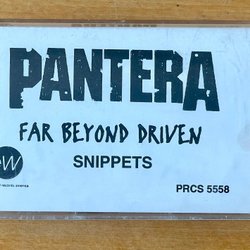 PANTERA
FAR BEYOND DRIVEN
SNIPPETS
PRCS 5558